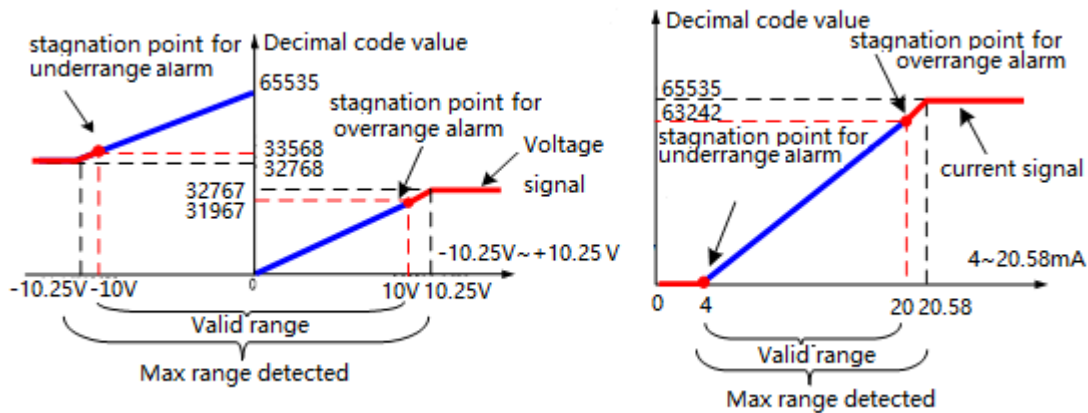 stagnation point for
underrange alarm
Decimal code value
65535
stagnation point for
overrange alarm
33568
32768
Voltage
signal
32767
31967
-10.25V~+10.25 V
-10.25V
-10V
0
10V
10.25V
Valid range
Max range detected
Decimal code value
stagnation point for
overrange alarm
65535
63242
stagnation point for
underrange alarm
current signal
4~20.58mA
0
4
20
20.58
Valid range
Max range detected